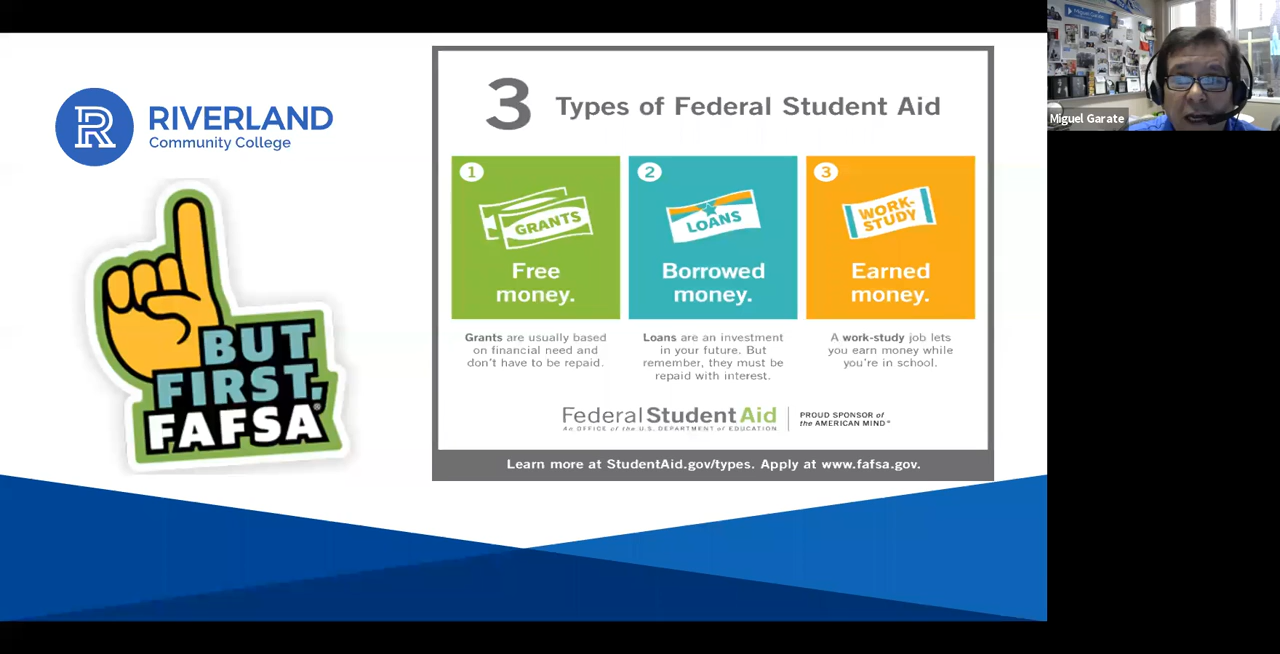 RIVERLAND
Community College
BUT
FIRST,
FAFSA®
3 Types of Federal Student Aid
1
GRANTS
Free
money.
Grants are usually based
on financial need and
don't have to be repaid.
2
LOANS
Borrowed
money.
Loans are an investment
in your future. But
remember, they must be
repaid with interest.
3
WORK-
STUDY
Earned
money.
A work-study job lets
you earn money while
you're in school.
Federal Student Aid
An OFFICE of the U.S. DEPARTMENT of EDUCATION
PROUD SPONSOR of
the AMERICAN MIND®
Learn more at StudentAid.gov/types. Apply at www.fafsa.gov.
Miguel Garate